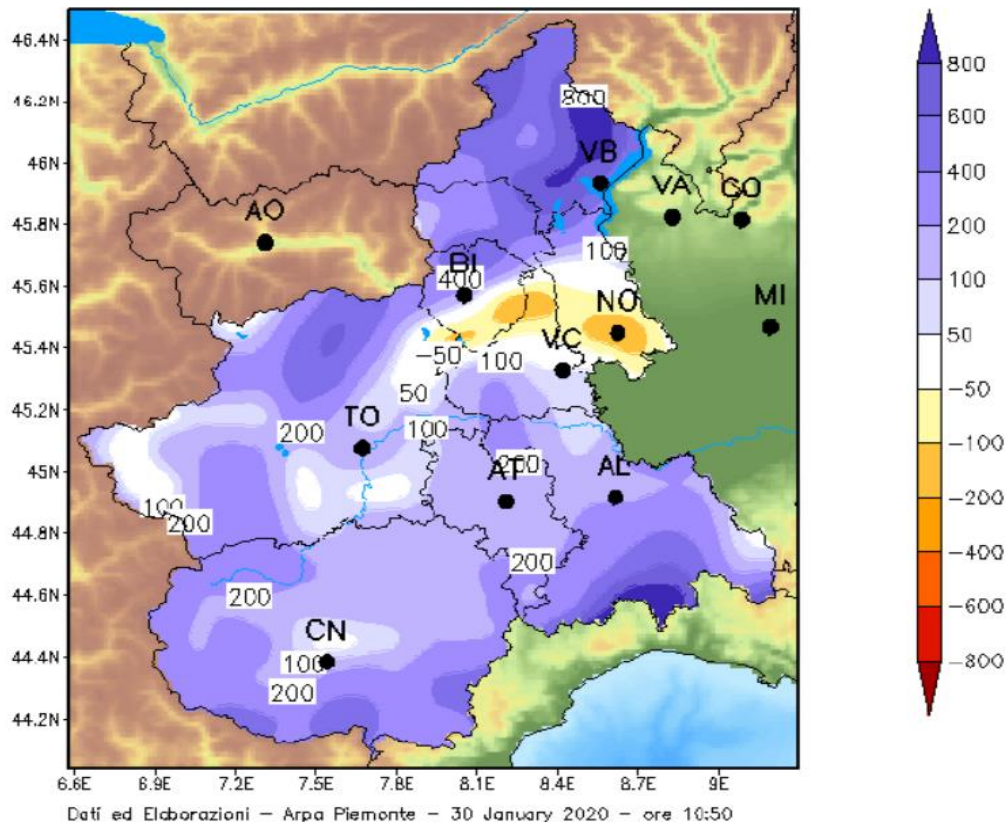 46.4N
46.2N
46N
45.8N
45.6N
45.4N
45.2N
45N
44.8N
44.6N
44.4N
44.2N
6.6E 6.9E 7.2E 7.5E 7.8E 8.1E 8.4E 8.7E 9E
800
VB
VA
CO
AO
100
BI
400
NO
MI
VC
-50
100
50
TO
200
100
200
AT
AL
100
200
200
200
CN
100
200
800
600
400
200
100
50
-50
-100
-200
-400
-600
-800
Dati ed Elaborazioni - Arpa Piemonte - 30 January 2020 - ore 10:50